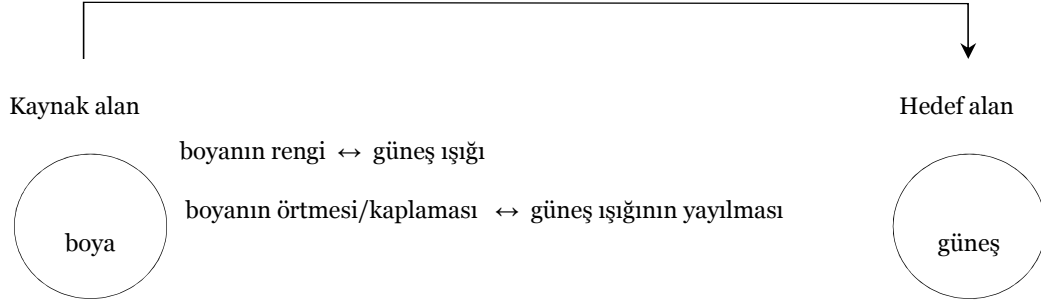 Kaynak alan
Hedef alan
boyanın rengi ↔ güneş ışığı
boyanın örtmesi/kaplaması ↔ güneş ışığının yayılması
boya
güneş